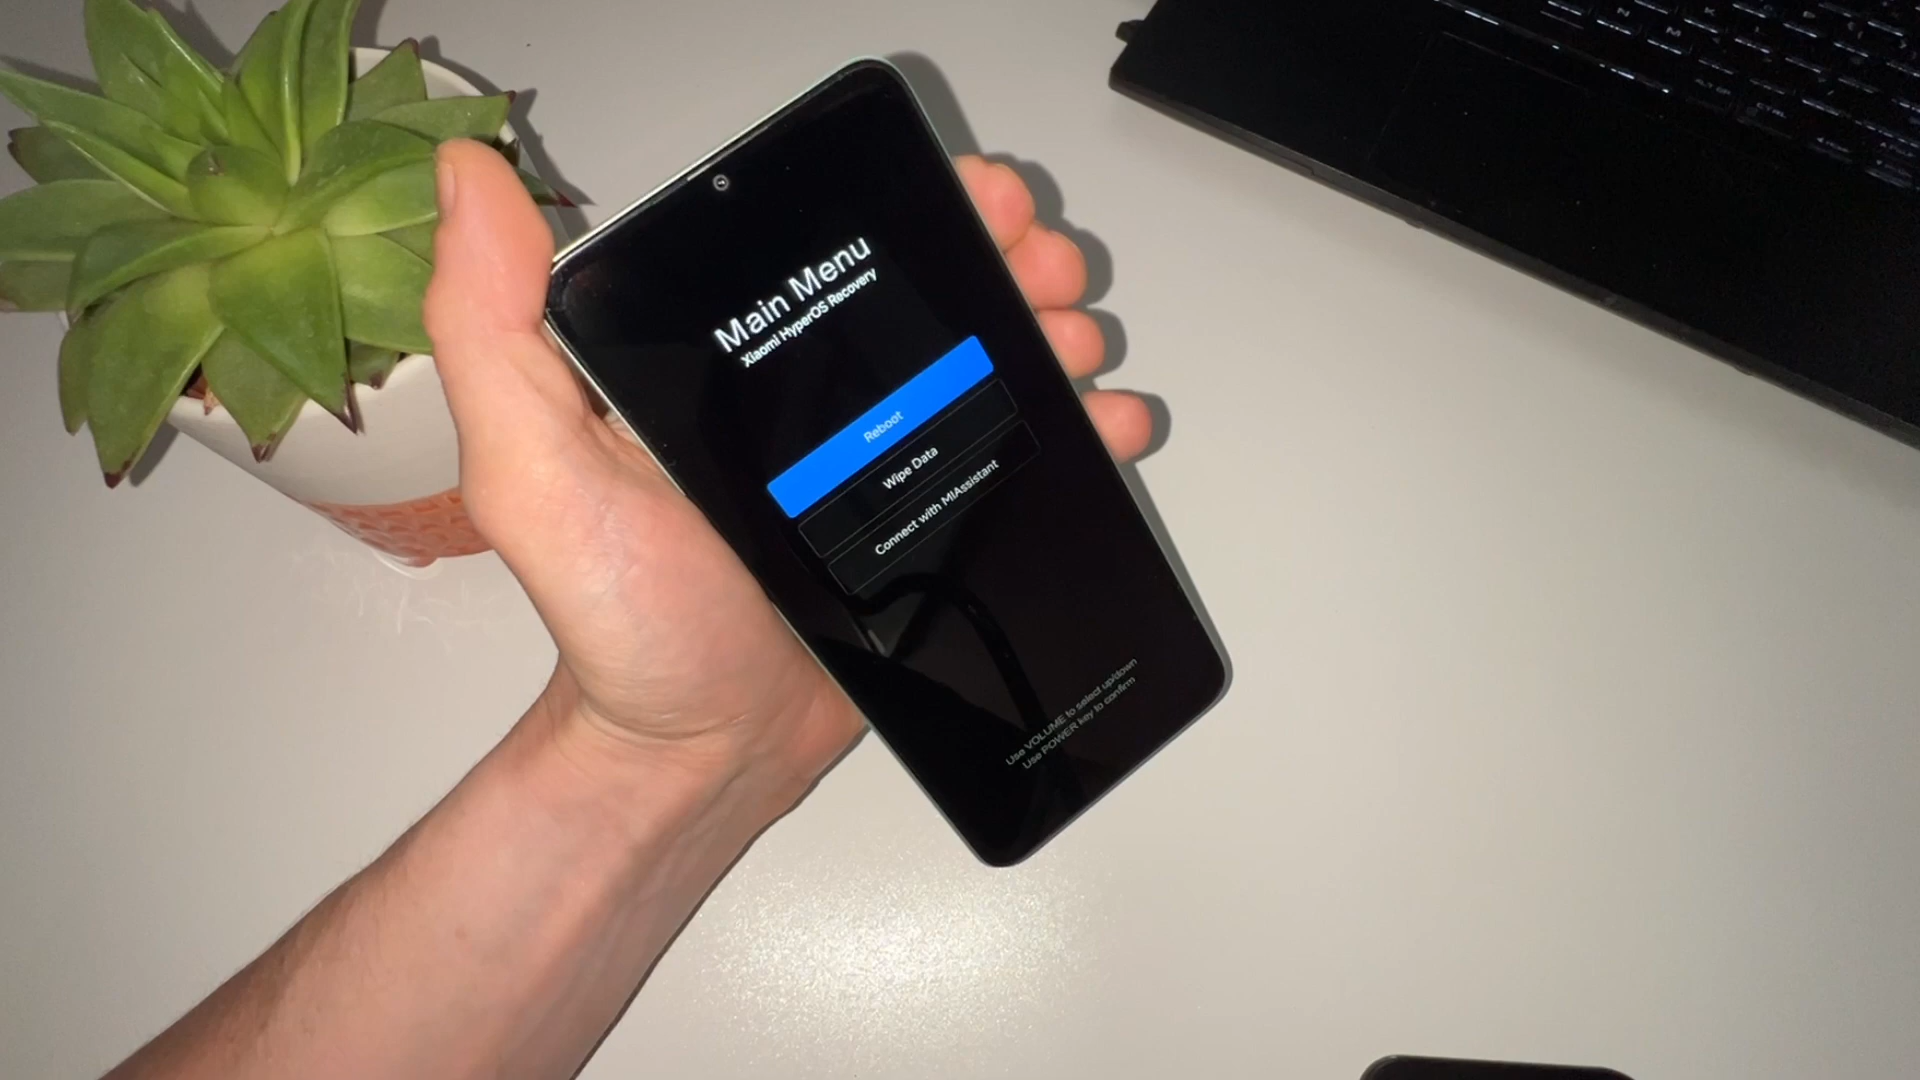 Main Menu
Xiaomi HyperOS Recovery
Reboot
Wipe Data
Connect with MIAssistant
Use VOLUME to select up/down
Use POWER key to confirm